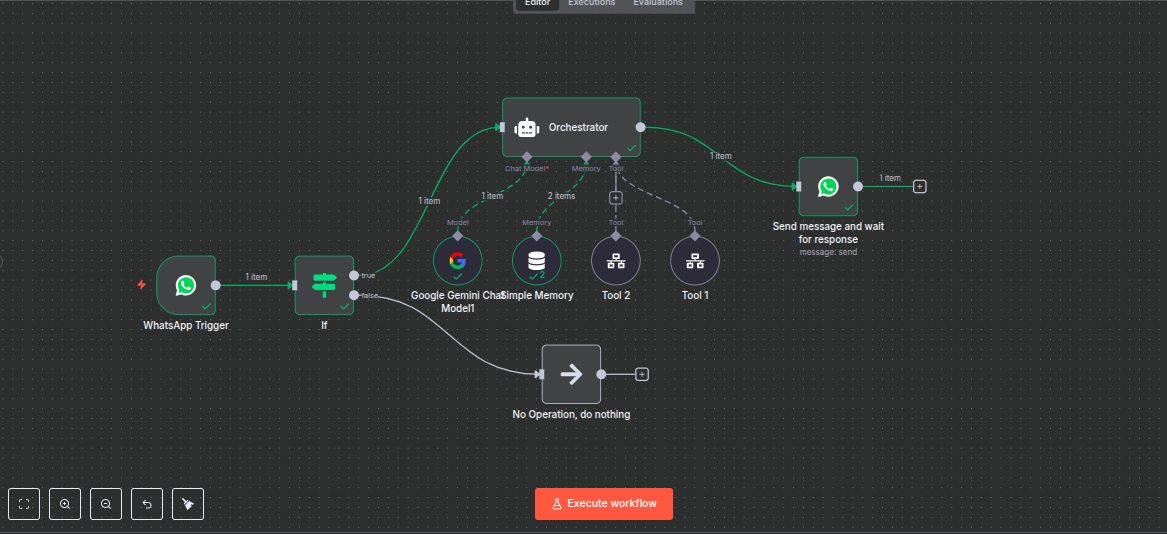 Editor Executions Evaluations
Orchestrator
Chat Model* Memory Tool
1 item
1 item
1 item
2 items
1 item
Model Memory Tool Tool
Google Gemini Chat Model1
Simple Memory
Tool 2
Tool 1
Send message and wait
for response
message: send
1 item
true
false
WhatsApp Trigger
If
2
No Operation, do nothing
Execute workflow